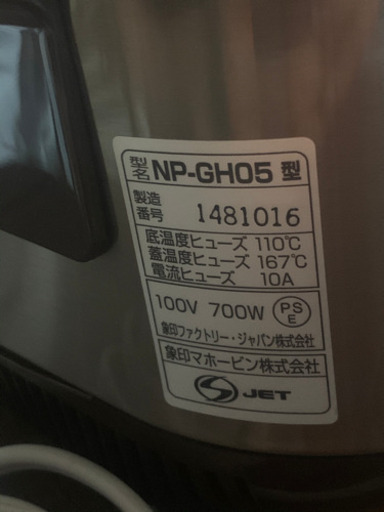 型名 NP-GH05 型
製造番号 1481016
底温度ヒューズ 110℃
蓋温度ヒューズ 167℃
電流ヒューズ 10A
100V 700W PSE
象印ファクトリー・ジャパン株式会社
象印マホービン株式会社
JET